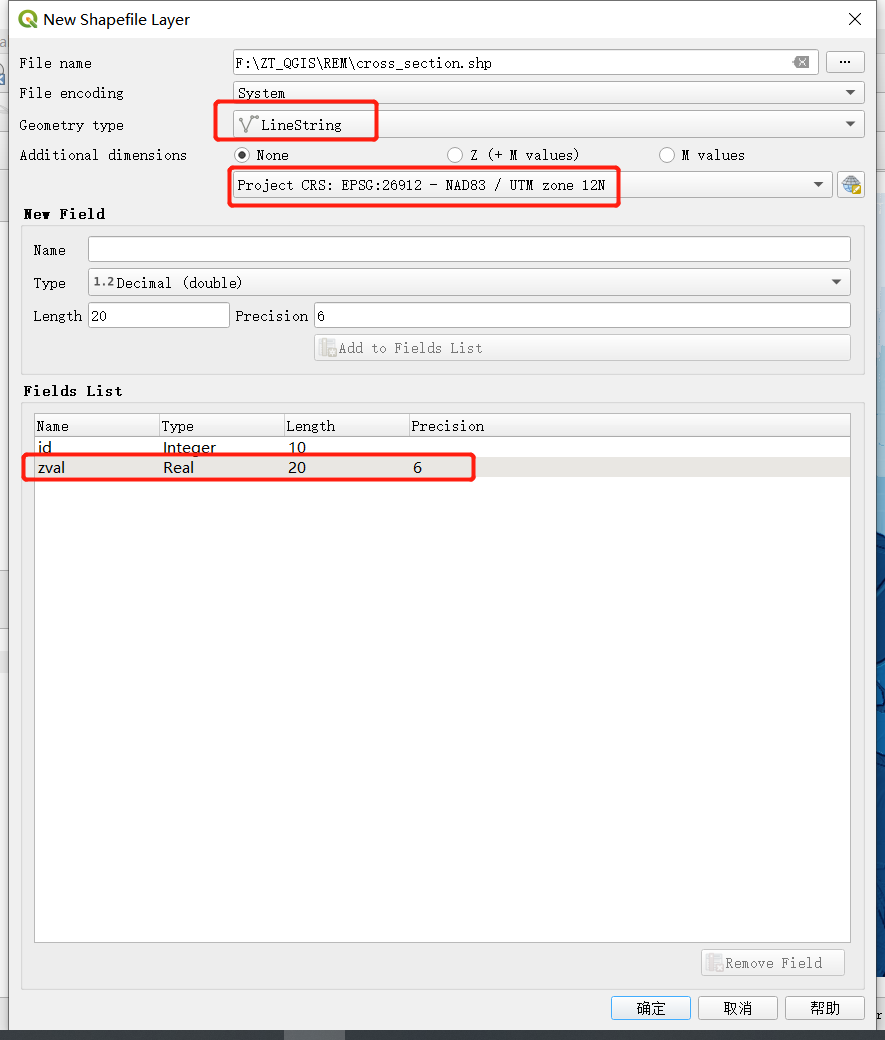 New Shapefile Layer
File name F:\ZT_QGIS\REM\cross_section.shp ...
File encoding System
Geometry type LineString
Additional dimensions None Z (+ M values) M values
Project CRS: EPSG:26912 - NAD83 / UTM zone 12N
New Field
Name
Type 1.2 Decimal (double)
Length 20 Precision 6
Add to Fields List
Fields List
Name Type Length Precision
id Integer 10
zval Real 20 6
Remove Field
确定 取消 帮助